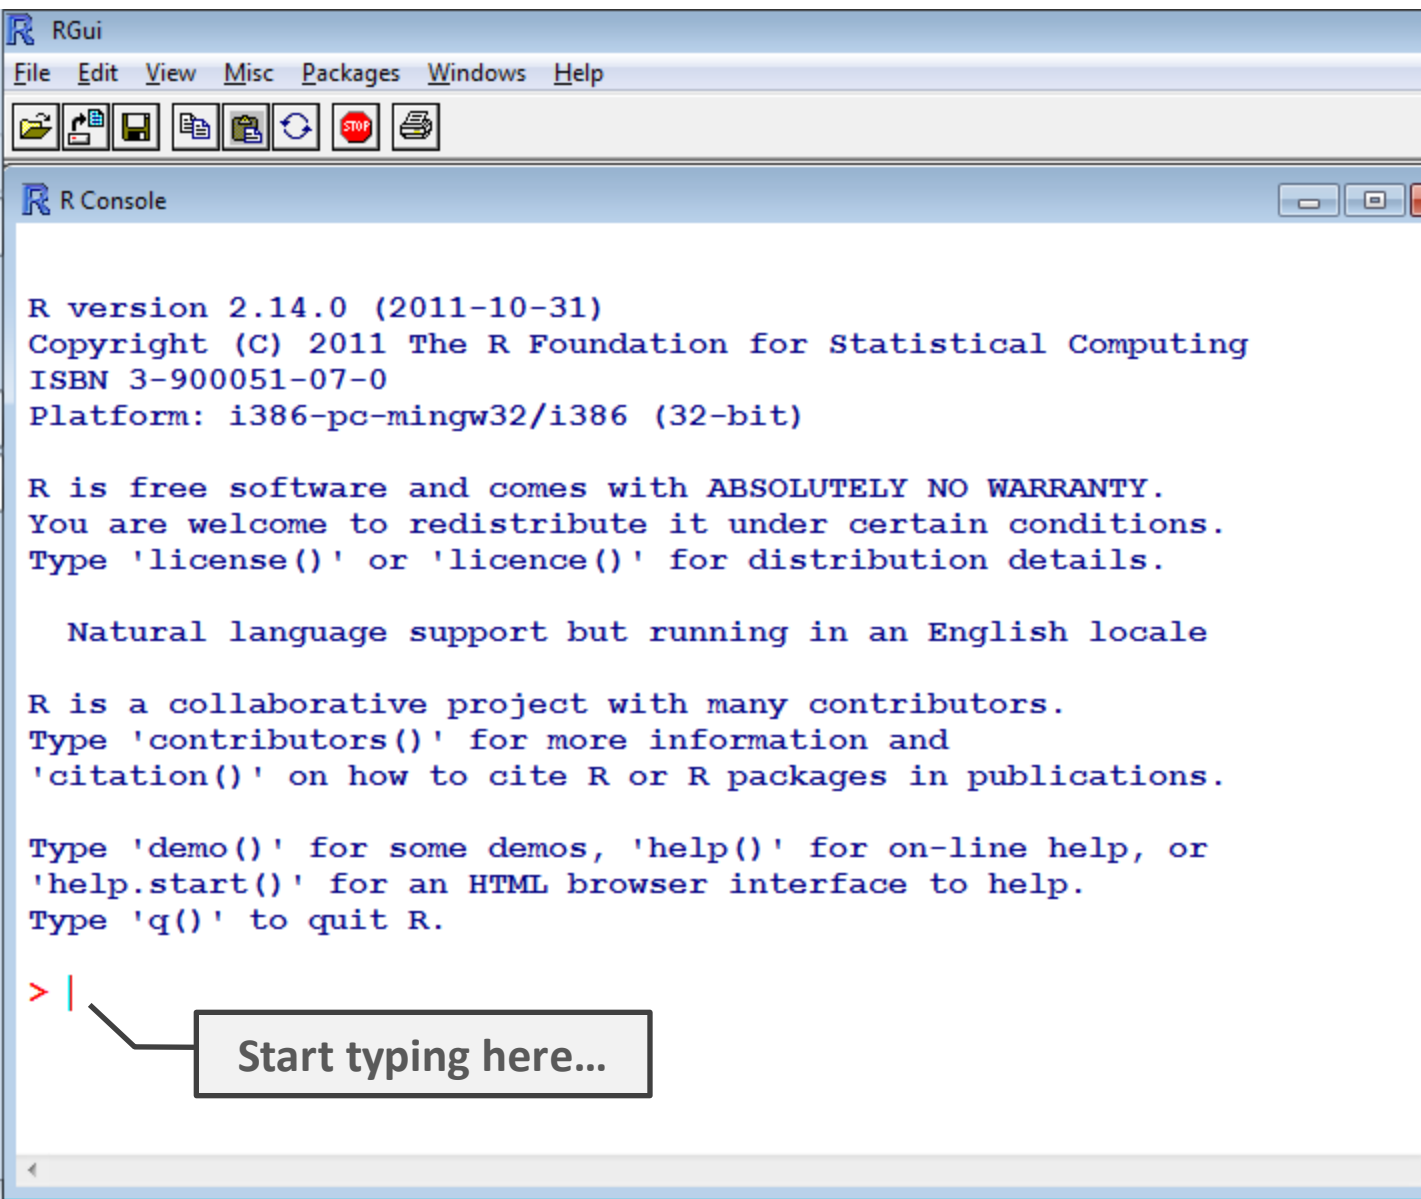 RGui
File Edit View Misc Packages Windows Help
STOP
R Console
R version 2.14.0 (2011-10-31)
Copyright (C) 2011 The R Foundation for Statistical Computing
ISBN 3-900051-07-0
Platform: i386-pc-mingw32/i386 (32-bit)
R is free software and comes with ABSOLUTELY NO WARRANTY.
You are welcome to redistribute it under certain conditions.
Type 'license()' or 'licence()' for distribution details.
Natural language support but running in an English locale
R is a collaborative project with many contributors.
Type 'contributors()' for more information and
'citation()' on how to cite R or R packages in publications.
Type 'demo()' for some demos, 'help()' for on-line help, or
'help.start()' for an HTML browser interface to help.
Type 'q()' to quit R.
>
Start typing here…